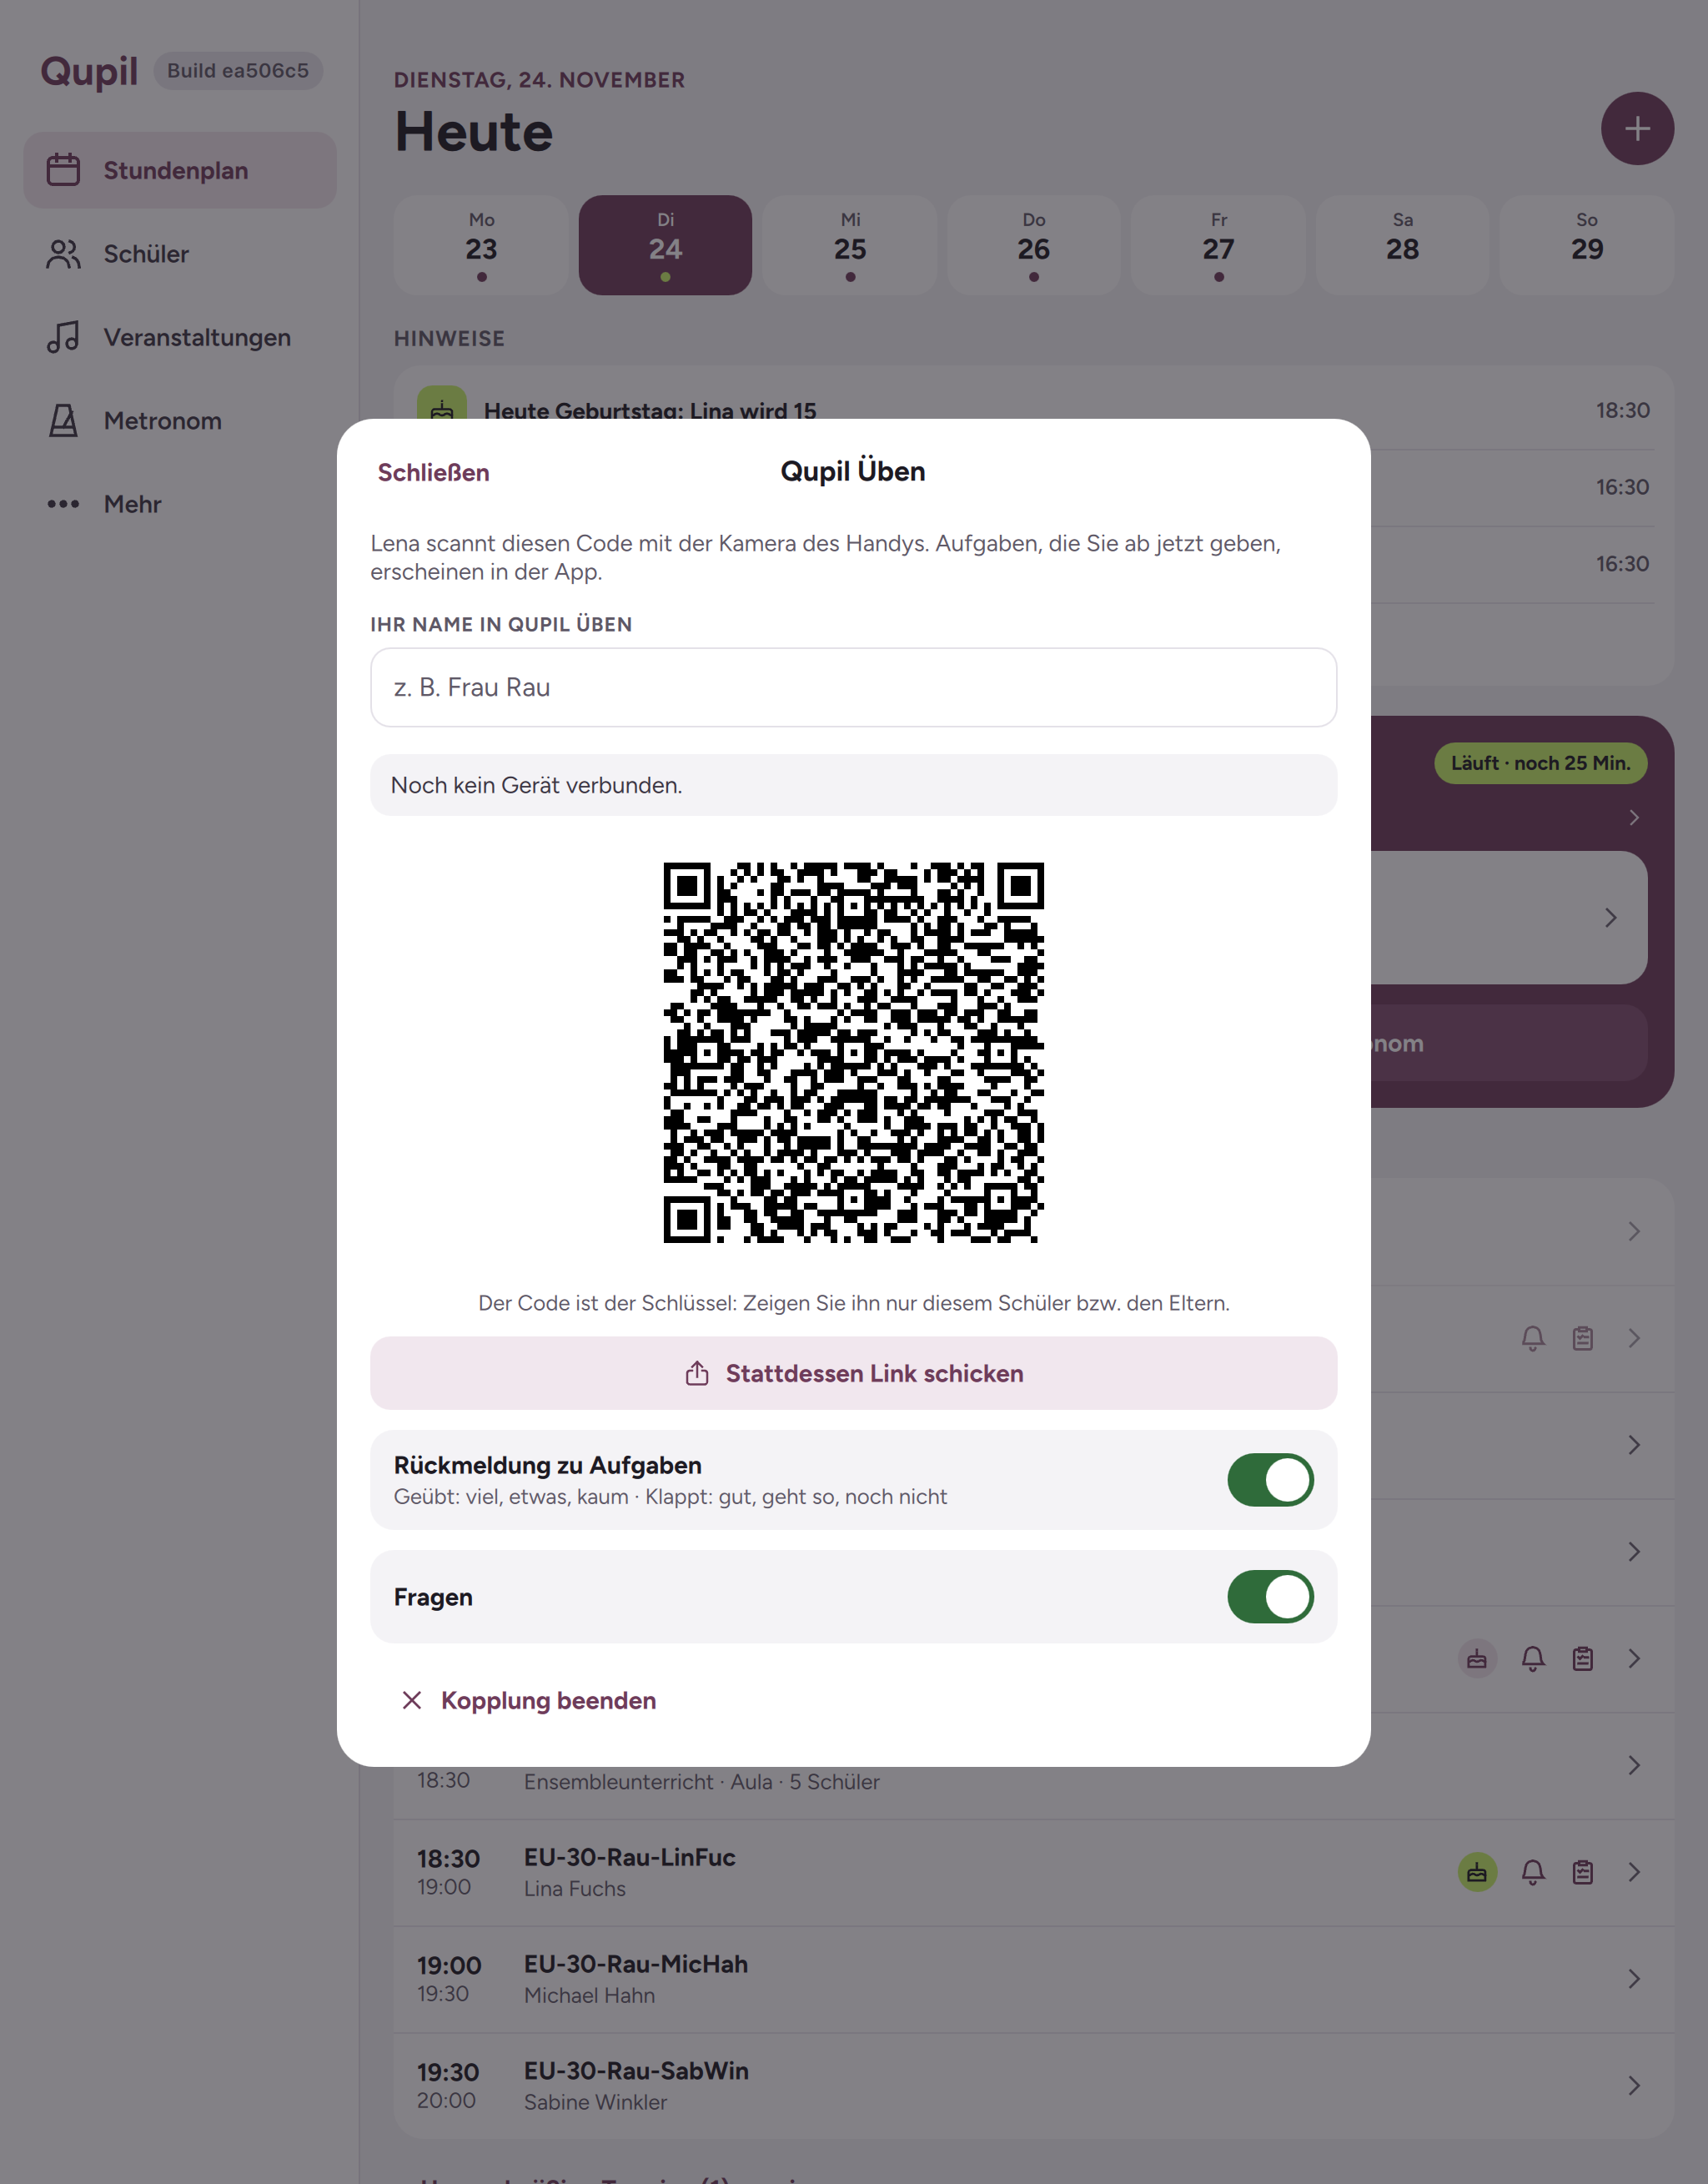 Qupil
Build ea506c5
Stundenplan
Schüler
Veranstaltungen
Metronom
Mehr
DIENSTAG, 24. NOVEMBER
Heute
Mo
23
Di
24
Mi
25
Do
26
Fr
27
Sa
28
So
29
HINWEISE
Heute Geburtstag: Lina wird 15
18:30
16:30
16:30
Läuft · noch 25 Min.
Schließen
Qupil Üben
Lena scannt diesen Code mit der Kamera des Handys. Aufgaben, die Sie ab jetzt geben,
erscheinen in der App.
IHR NAME IN QUPIL ÜBEN
z. B. Frau Rau
Noch kein Gerät verbunden.
Der Code ist der Schlüssel: Zeigen Sie ihn nur diesem Schüler bzw. den Eltern.
Stattdessen Link schicken
Rückmeldung zu Aufgaben
Geübt: viel, etwas, kaum · Klappt: gut, geht so, noch nicht
Fragen
Kopplung beenden
18:30
Ensembleunterricht · Aula · 5 Schüler
18:30
EU-30-Rau-LinFuc
19:00
Lina Fuchs
19:00
EU-30-Rau-MicHah
19:30
Michael Hahn
19:30
EU-30-Rau-SabWin
20:00
Sabine Winkler